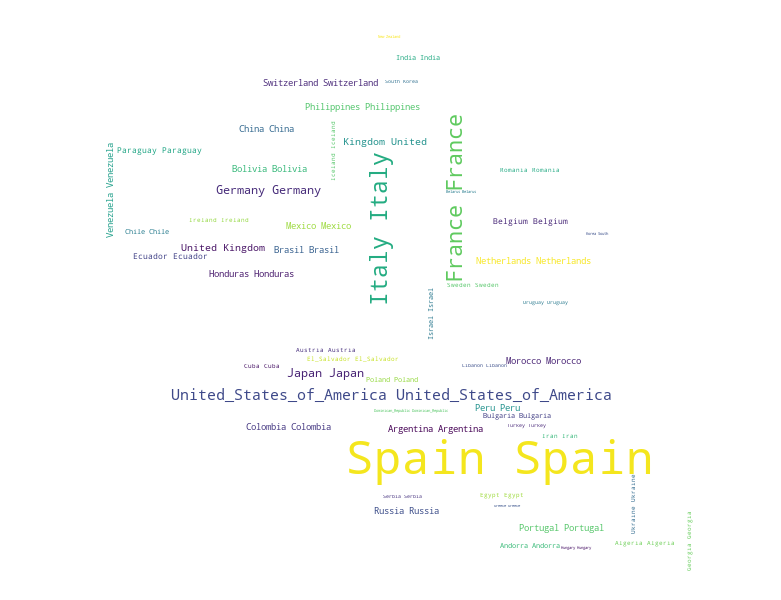 India India
Switzerland Switzerland
South Korea
Philippines Philippines
France France
China China
Iceland Iceland
Kingdom United
Venezuela Venezuela
Paraguay Paraguay
Italy Italy
Bolivia Bolivia
Romania Romania
Germany Germany
Belarus Belarus
Ireland Ireland
Mexico Mexico
Belgium Belgium
Chile Chile
Korea South
United Kingdom
Brasil Brasil
Ecuador Ecuador
Netherlands Netherlands
Honduras Honduras
Sweden Sweden
Israel Israel
Uruguay Uruguay
Austria Austria
El_Salvador El_Salvador
Morocco Morocco
Cuba Cuba
Libanon Libanon
Japan Japan
Poland Poland
United_States_of_America United_States_of_America
Peru Peru
Dominican_Republic Dominican_Republic
Bulgaria Bulgaria
Colombia Colombia
Argentina Argentina
Turkey Turkey
Iran Iran
Spain Spain
Serbia Serbia
Egypt Egypt
Ukraine Ukraine
Greece Greece
Russia Russia
Georgia Georgia
Portugal Portugal
Andorra Andorra
Hungary Hungary
Algeria Algeria